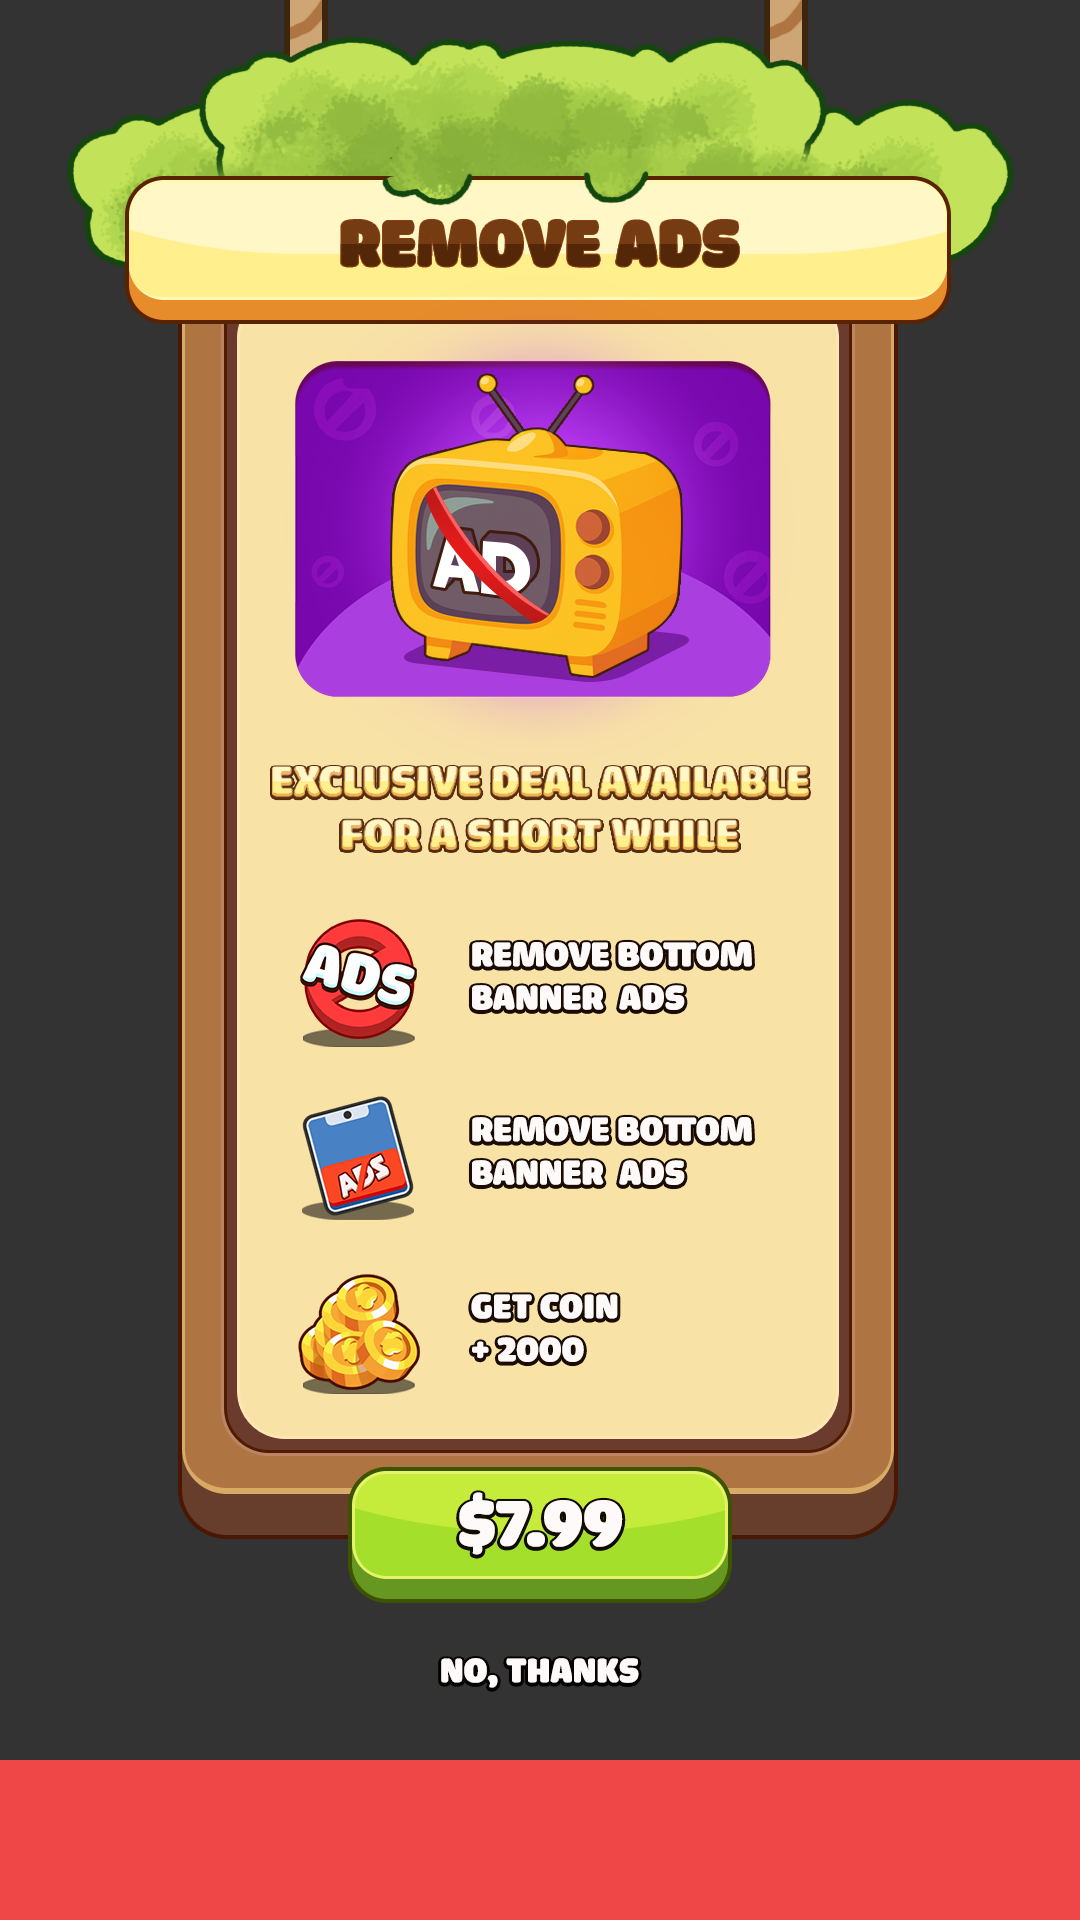 REMOVE ADS
AD
EXCLUSIVE DEAL AVAILABLE
FOR A SHORT WHILE
ADS
REMOVE BOTTOM
BANNER ADS
ADS
REMOVE BOTTOM
BANNER ADS
GET COIN
+ 2000
$7.99
NO, THANKS